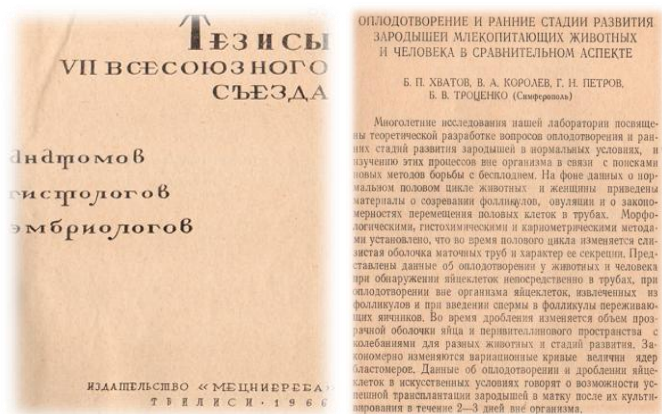 Тезисы
VII ВСЕСОЮЗНОГО
СЪЕЗДА
анатомов
гистологов
эмбриологов
ИЗДАТЕЛЬСТВО «МЕЦНИЕРЕБА»
ТБИЛИСИ · 1966
ОПЛОДОТВОРЕНИЕ И РАННИЕ СТАДИИ РАЗВИТИЯ
ЗАРОДЫШЕЙ МЛЕКОПИТАЮЩИХ ЖИВОТНЫХ
И ЧЕЛОВЕКА В СРАВНИТЕЛЬНОМ АСПЕКТЕ
Б. П. ХВАТОВ, В. А. КОРОЛЕВ, Г. Н. ПЕТРОВ,
Б. В. ТРОЦЕНКО (Симферополь)
Многолетние исследования нашей лаборатории посвяще-
ны теоретической разработке вопросов оплодотворения и ран-
них стадий развития зародышей в нормальных условиях, и
изучению этих процессов вне организма в связи с поисками
новых методов борьбы с бесплодием. На фоне данных о нор-
мальном половом цикле животных и женщины приведены
материалы о созревании фолликулов, овуляции и о законо-
мерностях перемещения половых клеток в трубах. Морфо-
логическими, гистохимическими и кариометрическими метода-
ми установлено, что во время полового цикла изменяется сли-
зистая оболочка маточных труб и характер ее секреции. Пред-
ставлены данные об оплодотворении у животных и человека
при обнаружении яйцеклеток непосредственно в трубах, при
оплодотворении вне организма яйцеклеток, извлеченных из
фолликулов и при введении спермы в фолликулы переживаю-
щих яичников. Во время дробления изменяется объем проз-
рачной оболочки яйца и перивителлинового пространства с
колебаниями для разных животных и стадий развития. За-
кономерно изменяются вариационные кривые величин ядер
бластомеров. Данные об оплодотворении и дроблении яйце-
клеток в искусственных условиях говорят о возможности ус-
пешной трансплантации зародышей в матку после их культи-
вирования в течение 2—3 дней вне организма.